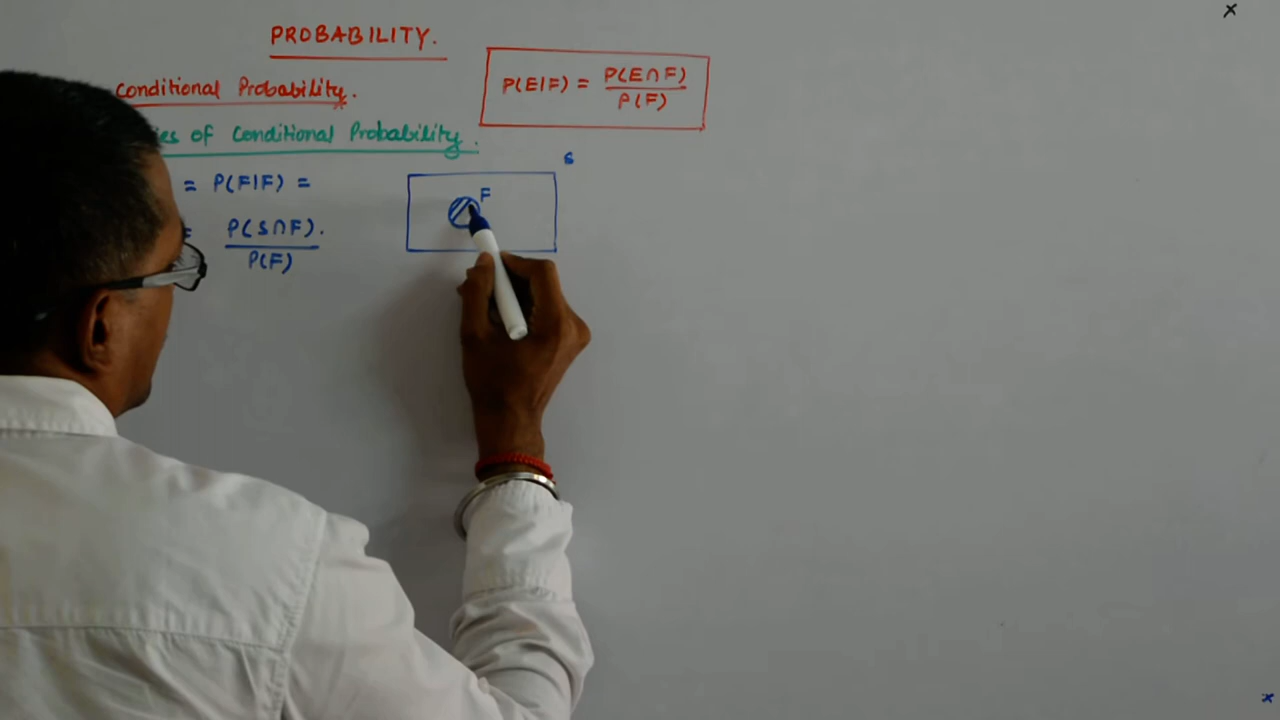 PROBABILITY.
Conditional Probability.
P(E|F) = P(E∩F) / P(F)
of Conditional Probability.
= P(F|F) =
= P(S∩F). / P(F)
S
F
x
x